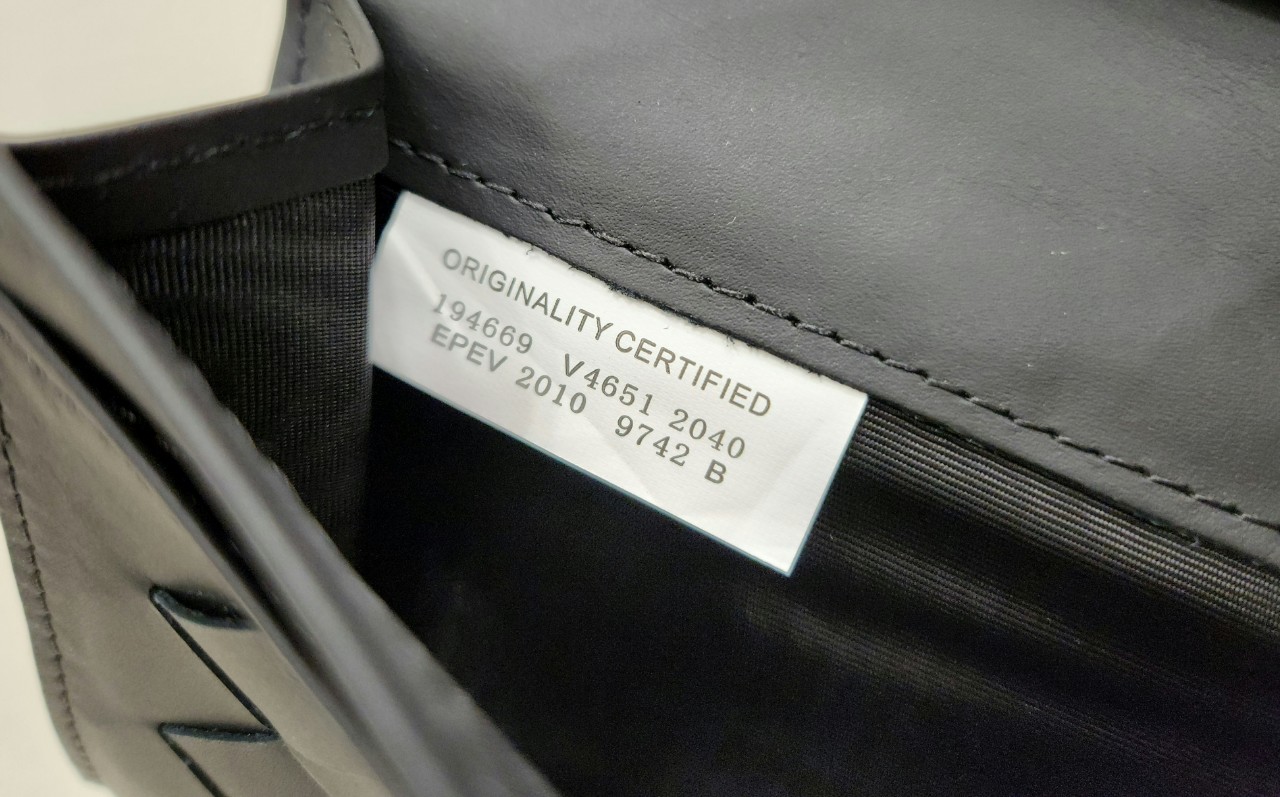 ORIGINALITY CERTIFIED
194669 V4651 2040
EPEV 2010 9742 B